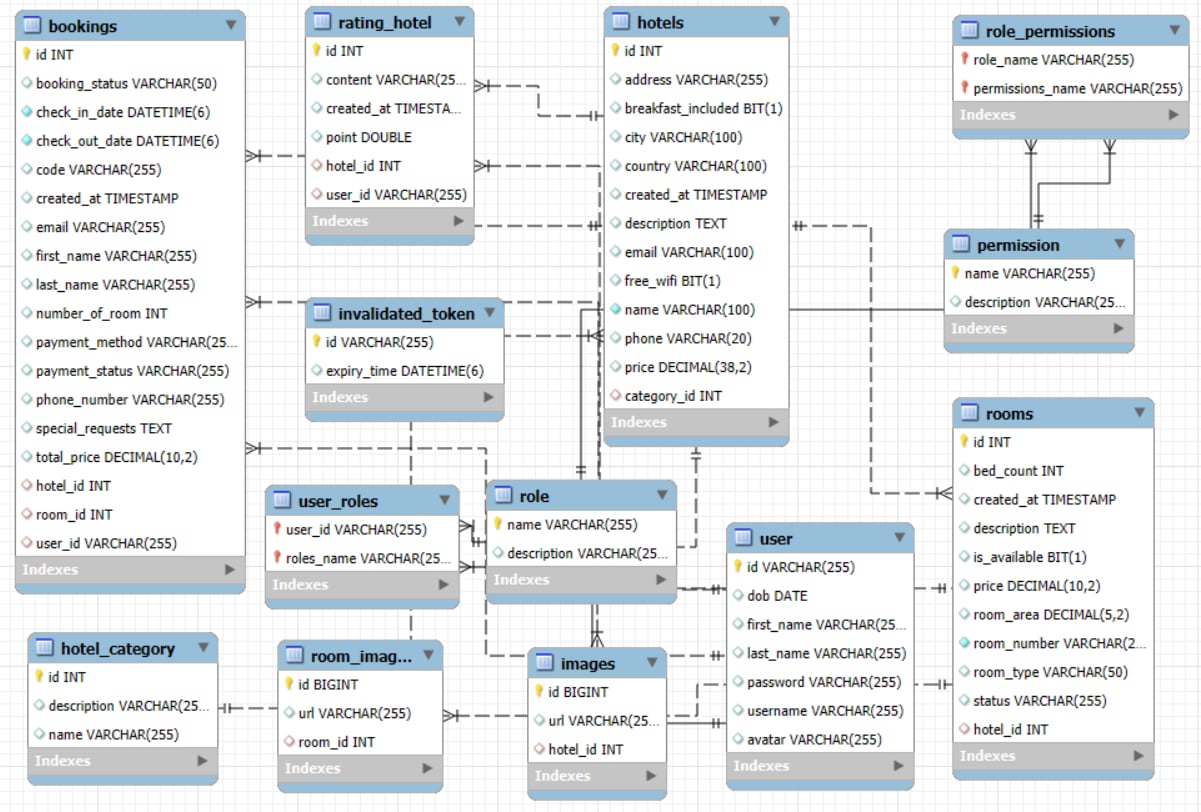 bookings
id INT
booking_status VARCHAR(50)
check_in_date DATETIME(6)
check_out_date DATETIME(6)
code VARCHAR(255)
created_at TIMESTAMP
email VARCHAR(255)
first_name VARCHAR(255)
last_name VARCHAR(255)
number_of_room INT
payment_method VARCHAR(25...
payment_status VARCHAR(255)
phone_number VARCHAR(255)
special_requests TEXT
total_price DECIMAL(10,2)
hotel_id INT
room_id INT
user_id VARCHAR(255)
Indexes
rating_hotel
id INT
content VARCHAR(25...
created_at TIMESTA...
point DOUBLE
hotel_id INT
user_id VARCHAR(255)
Indexes
hotels
id INT
address VARCHAR(255)
breakfast_included BIT(1)
city VARCHAR(100)
country VARCHAR(100)
created_at TIMESTAMP
description TEXT
email VARCHAR(100)
free_wifi BIT(1)
name VARCHAR(100)
phone VARCHAR(20)
price DECIMAL(38,2)
category_id INT
Indexes
role_permissions
role_name VARCHAR(255)
permissions_name VARCHAR(255)
Indexes
permission
name VARCHAR(255)
description VARCHAR(25...
Indexes
invalidated_token
id VARCHAR(255)
expiry_time DATETIME(6)
Indexes
rooms
id INT
bed_count INT
created_at TIMESTAMP
description TEXT
is_available BIT(1)
price DECIMAL(10,2)
room_area DECIMAL(5,2)
room_number VARCHAR(2...
room_type VARCHAR(50)
status VARCHAR(255)
hotel_id INT
Indexes
user_roles
user_id VARCHAR(255)
roles_name VARCHAR(25...
Indexes
role
name VARCHAR(255)
description VARCHAR(25...
Indexes
user
id VARCHAR(255)
dob DATE
first_name VARCHAR(25...
last_name VARCHAR(255)
password VARCHAR(255)
username VARCHAR(255)
avatar VARCHAR(255)
Indexes
hotel_category
id INT
description VARCHAR(25...
name VARCHAR(255)
Indexes
room_imag...
id BIGINT
url VARCHAR(255)
room_id INT
Indexes
images
id BIGINT
url VARCHAR(25...
hotel_id INT
Indexes